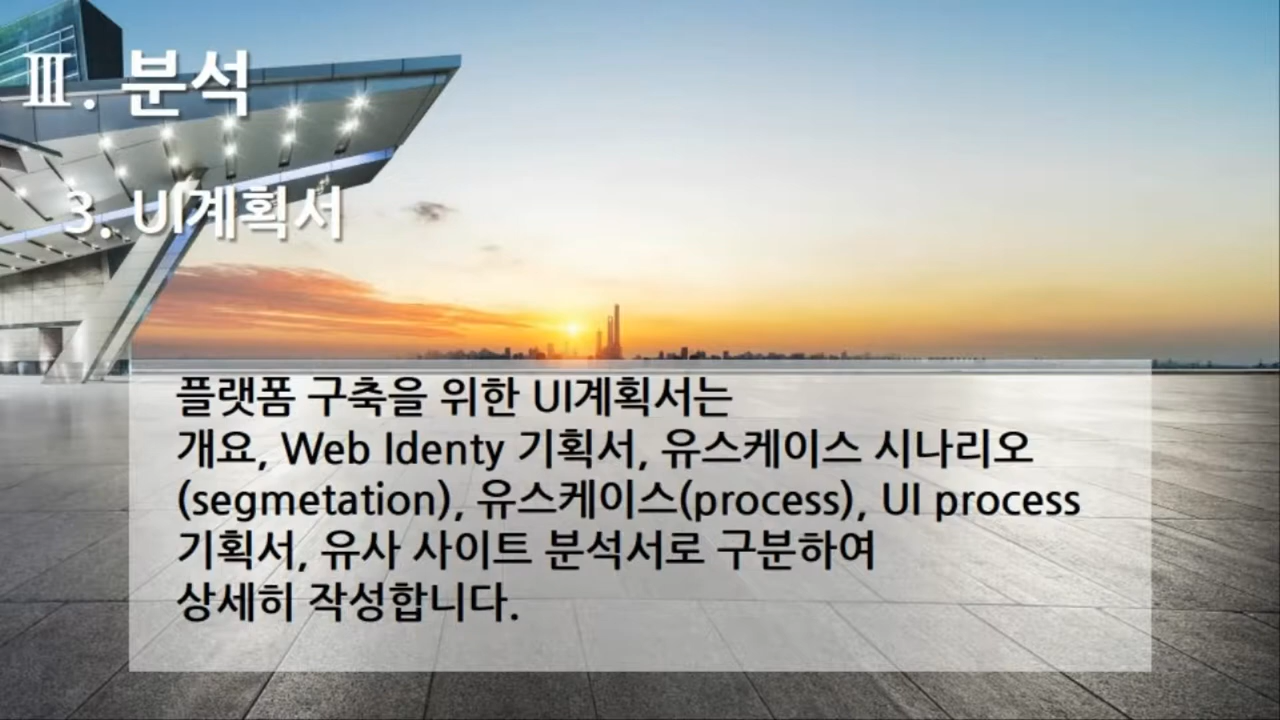 Ⅲ. 분석
3. UI계획서
플랫폼 구축을 위한 UI계획서는
개요, Web Identy 기획서, 유스케이스 시나리오
(segmetation), 유스케이스(process), UI process
기획서, 유사 사이트 분석서로 구분하여
상세히 작성합니다.